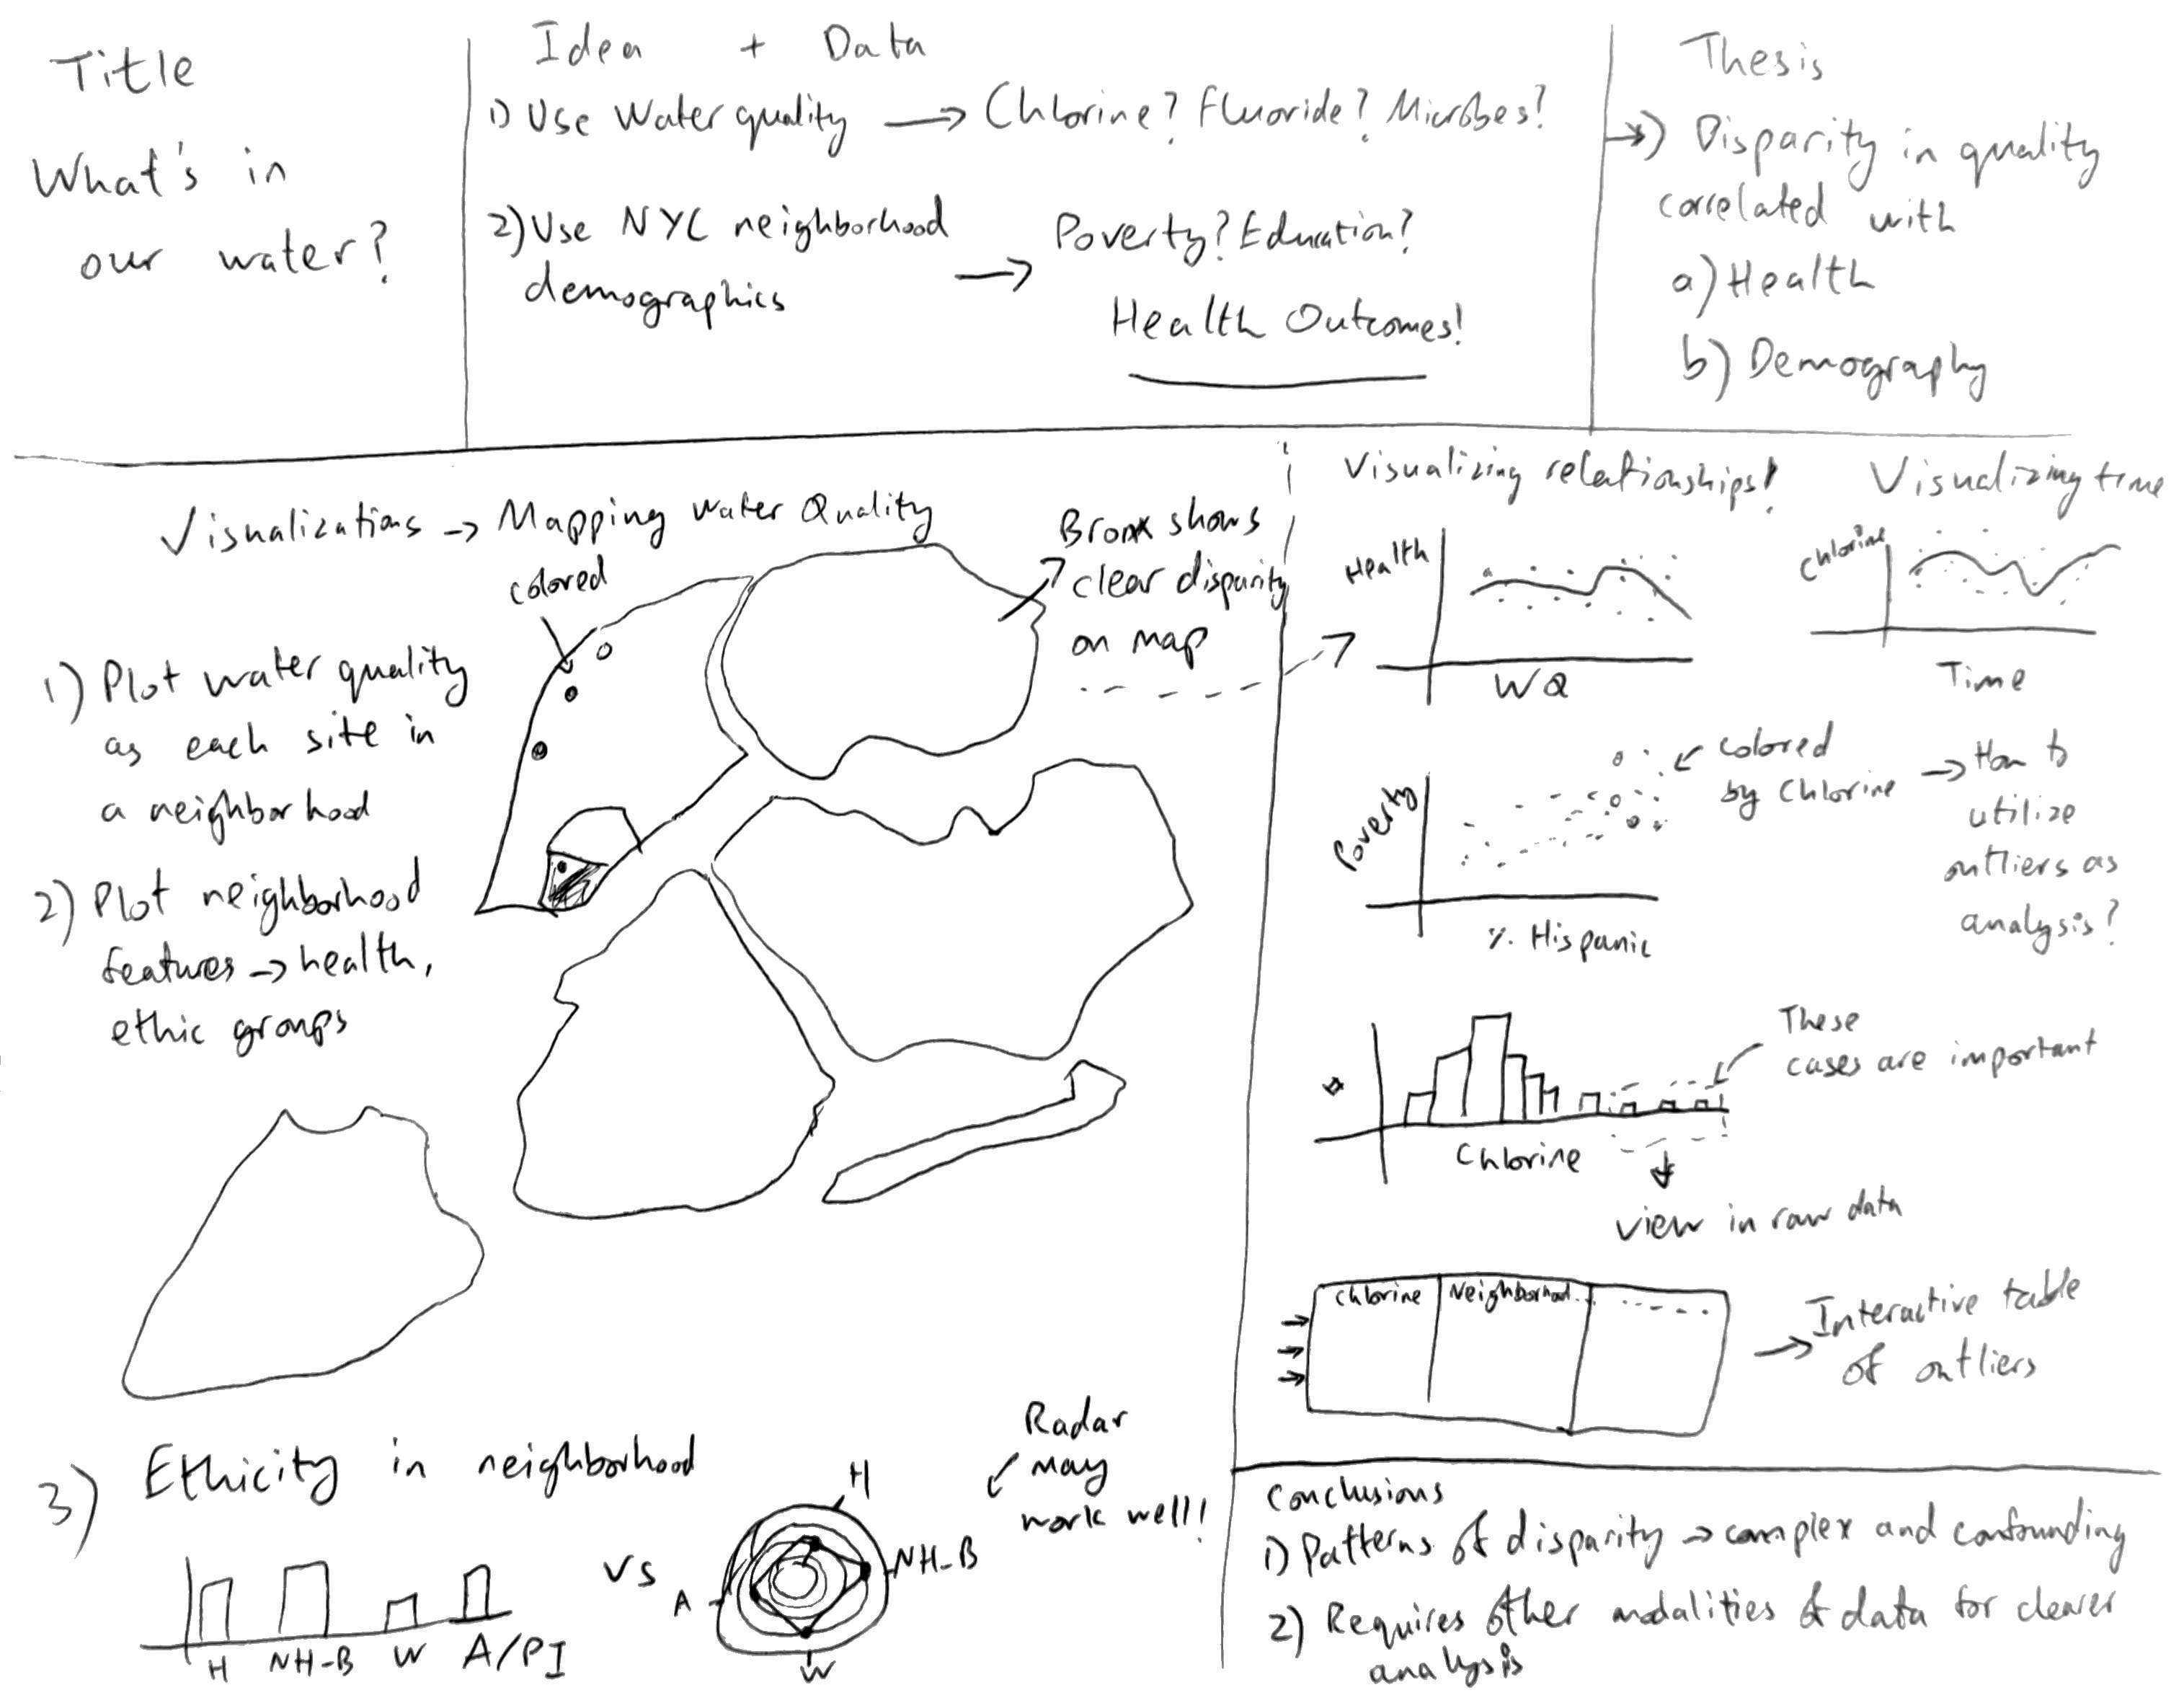 Title
What's in
our water?
Idea + Data
1) Use Water quality → Chlorine? Fluoride? Microbes?
2) Use NYC neighborhood
demographics
→ Poverty? Education?
Health Outcomes!
Thesis
→) Disparity in quality
correlated with
a) Health
b) Demography
Visualizations → Mapping Water Quality
colored
Bronx shows
clear disparity
on map
1) Plot water quality
as each site in
a neighborhood
2) Plot neighborhood
features → health,
ethic groups
3) Ethicity in neighborhood
H NH-B W A/PI
vs
H
NH-B
A
W
Radar
may
work well!
Visualizing relationships!
Health
WQ
Visualizing time
Chlorine
Time
Poverty
% Hispanic
colored
by Chlorine
→ How to
utilize
outliers as
analysis?
#
Chlorine
These
cases are important
view in raw data
Chlorine Neighborhood...
→ Interactive table
of outliers
Conclusions
1) Patterns of disparity → complex and confounding
2) Requires other modalities of data for clearer
analysis